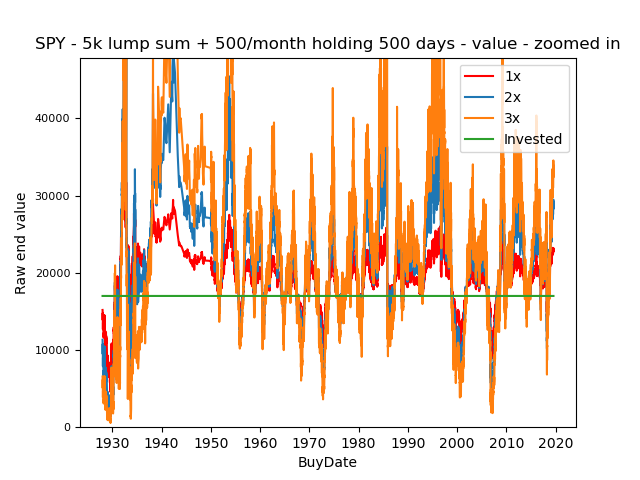 SPY - 5k lump sum + 500/month holding 500 days - value - zoomed in
1x
2x
3x
Invested
Raw end value
40000
30000
20000
10000
0
1930 1940 1950 1960 1970 1980 1990 2000 2010 2020
BuyDate